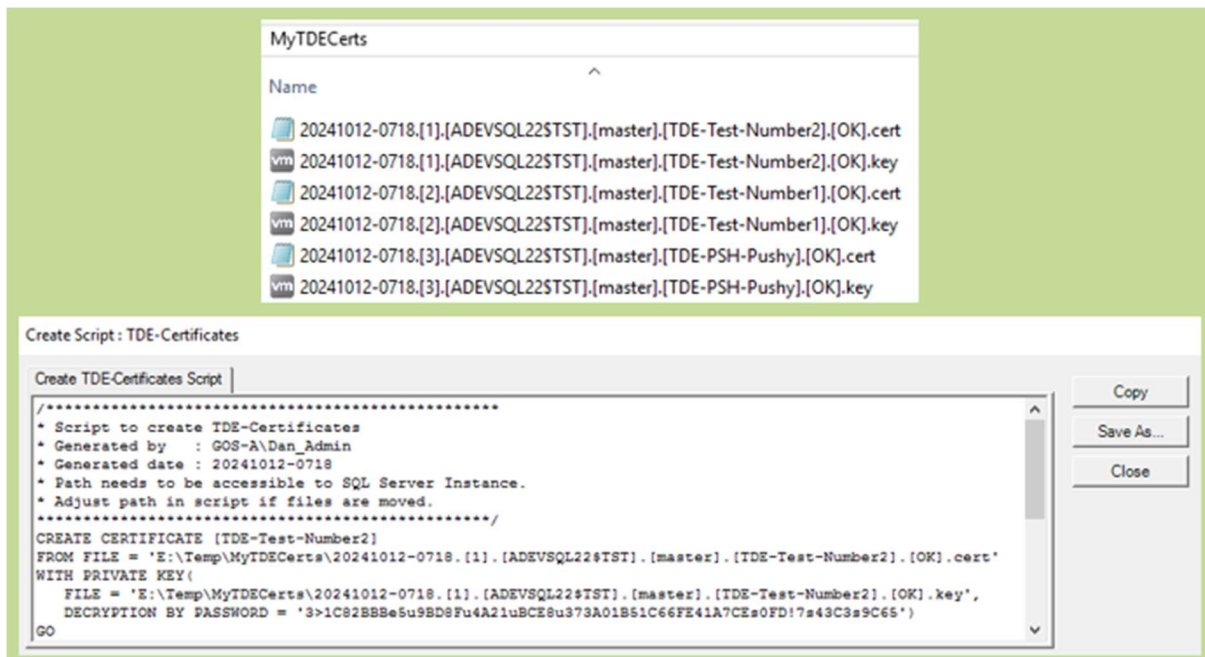 MyTDECerts
Name
20241012-0718.[1].[ADEVSQL22$TST].[master].[TDE-Test-Number2].[OK].cert
20241012-0718.[1].[ADEVSQL22$TST].[master].[TDE-Test-Number2].[OK].key
20241012-0718.[2].[ADEVSQL22$TST].[master].[TDE-Test-Number1].[OK].cert
20241012-0718.[2].[ADEVSQL22$TST].[master].[TDE-Test-Number1].[OK].key
20241012-0718.[3].[ADEVSQL22$TST].[master].[TDE-PSH-Pushy].[OK].cert
20241012-0718.[3].[ADEVSQL22$TST].[master].[TDE-PSH-Pushy].[OK].key
Create Script : TDE-Certificates
Create TDE-Certificates Script
/*************************************************
* Script to create TDE-Certificates
* Generated by   : GOS-A\Dan_Admin
* Generated date : 20241012-0718
* Path needs to be accessible to SQL Server Instance.
* Adjust path in script if files are moved.
*************************************************/
CREATE CERTIFICATE [TDE-Test-Number2]
FROM FILE = 'E:\Temp\MyTDECerts\20241012-0718.[1].[ADEVSQL22$TST].[master].[TDE-Test-Number2].[OK].cert'
WITH PRIVATE KEY(
FILE = 'E:\Temp\MyTDECerts\20241012-0718.[1].[ADEVSQL22$TST].[master].[TDE-Test-Number2].[OK].key',
DECRYPTION BY PASSWORD = '3>1C82BBBe5u9BD8Fu4A21uBCE8u373A01B51C66FE41A7CEs0FD!7s43C3s9C65')
GO
Copy
Save As...
Close